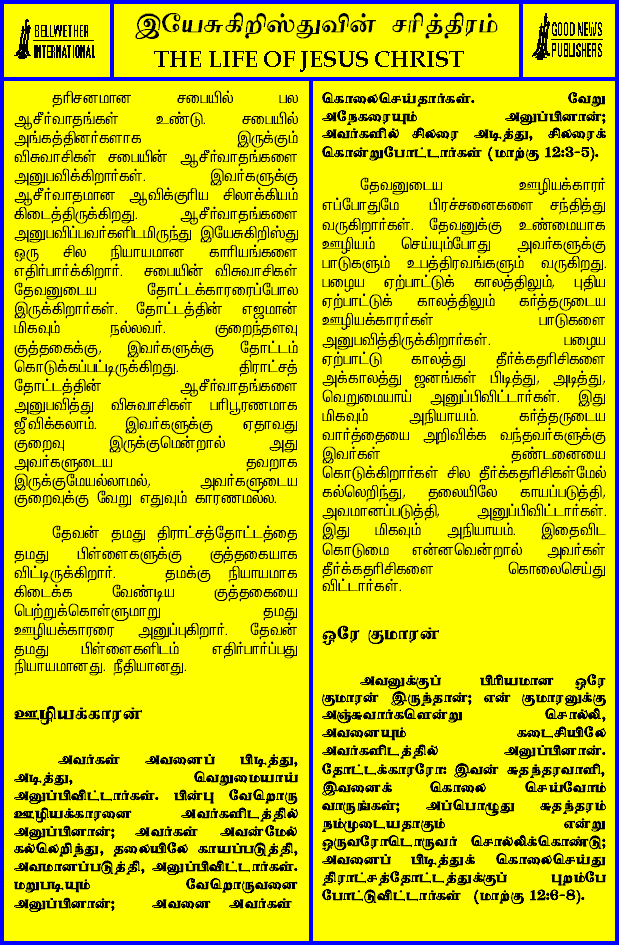 BELLWETHER
INTERNATIONAL
இயேசுகிறிஸ்துவின் சரித்திரம்
THE LIFE OF JESUS CHRIST
GOOD NEWS
PUBLISHERS
தரிசனமான சபையில் பல
ஆசீர்வாதங்கள் உண்டு. சபையில்
அங்கத்தினர்களாக இருக்கும்
விசுவாசிகள் சபையின் ஆசீர்வாதங்களை
அனுபவிக்கிறார்கள். இவர்களுக்கு
ஆசீர்வாதமான ஆவிக்குரிய சிலாக்கியம்
கிடைத்திருக்கிறது. ஆசீர்வாதங்களை
அனுபவிப்பவர்களிடமிருந்து இயேசுகிறிஸ்து
ஒரு சில நியாயமான காரியங்களை
எதிர்பார்க்கிறார். சபையின் விசுவாசிகள்
தேவனுடைய தோட்டக்காரரைப்போல
இருக்கிறார்கள். தோட்டத்தின் எஜமான்
மிகவும் நல்லவர். குறைந்தளவு
குத்தகைக்கு, இவர்களுக்கு தோட்டம்
கொடுக்கப்பட்டிருக்கிறது. திராட்சத்
தோட்டத்தின் ஆசீர்வாதங்களை
அனுபவித்து விசுவாசிகள் பரிபூரணமாக
ஜீவிக்கலாம். இவர்களுக்கு ஏதாவது
குறைவு இருக்குமென்றால் அது
அவர்களுடைய தவறாக
இருக்குமேயல்லாமல், அவர்களுடைய
குறைவுக்கு வேறு எதுவும் காரணமல்ல.
தேவன் தமது திராட்சத்தோட்டத்தை
தமது பிள்ளைகளுக்கு குத்தகையாக
விட்டிருக்கிறார். தமக்கு நியாயமாக
கிடைக்க வேண்டிய குத்தகையை
பெற்றுக்கொள்ளுமாறு தமது
ஊழியக்காரரை அனுப்புகிறார். தேவன்
தமது பிள்ளைகளிடம் எதிர்பார்ப்பது
நியாயமானது. நீதியானது.
ஊழியக்காரன்
அவர்கள் அவனைப் பிடித்து,
அடித்து, வெறுமையாய்
அனுப்பிவிட்டார்கள். பின்பு வேறொரு
ஊழியக்காரனை அவர்களிடத்தில்
அனுப்பினான்; அவர்கள் அவன்மேல்
கல்லெறிந்து, தலையிலே காயப்படுத்தி,
அவமானப்படுத்தி, அனுப்பிவிட்டார்கள்.
மறுபடியும் வேறொருவனை
அனுப்பினான்; அவனை அவர்கள்
கொலைசெய்தார்கள். வேறு
அநேகரையும் அனுப்பினான்;
அவர்களில் சிலரை அடித்து, சிலரைக்
கொன்றுபோட்டார்கள் (மாற்கு 12:3-5).
தேவனுடைய ஊழியக்காரர்
எப்போதுமே பிரச்சனைகளை சந்தித்து
வருகிறார்கள். தேவனுக்கு உண்மையாக
ஊழியம் செய்யும்போது அவர்களுக்கு
பாடுகளும் உபத்திரவங்களும் வருகிறது.
பழைய ஏற்பாட்டுக் காலத்திலும், புதிய
ஏற்பாட்டுக் காலத்திலும் கர்த்தருடைய
ஊழியக்காரர்கள் பாடுகளை
அனுபவித்திருக்கிறார்கள். பழைய
ஏற்பாட்டு காலத்து தீர்க்கதரிசிகளை
அக்காலத்து ஜனங்கள் பிடித்து, அடித்து,
வெறுமையாய் அனுப்பிவிட்டார்கள். இது
மிகவும் அநியாயம். கர்த்தருடைய
வார்த்தையை அறிவிக்க வந்தவர்களுக்கு
இவர்கள் தண்டனையை
கொடுக்கிறார்கள் சில தீர்க்கதரிசிகள்மேல்
கல்லெறிந்து, தலையிலே காயப்படுத்தி,
அவமானப்படுத்தி, அனுப்பிவிட்டார்கள்.
இது மிகவும் அநியாயம். இதைவிட
கொடுமை என்னவென்றால் அவர்கள்
தீர்க்கதரிசிகளை கொலைசெய்து
விட்டார்கள்.
ஒரே குமாரன்
அவனுக்குப் பிரியமான ஒரே
குமாரன் இருந்தான்; என் குமாரனுக்கு
அஞ்சுவார்களென்று சொல்லி,
அவனையும் கடைசியிலே
அவர்களிடத்தில் அனுப்பினான்.
தோட்டக்காரரோ: இவன் சுதந்தரவாளி,
இவனைக் கொலை செய்வோம்
வாருங்கள்; அப்பொழுது சுதந்தரம்
நம்முடையதாகும் என்று
ஒருவரோடொருவர் சொல்லிக்கொண்டு;
அவனைப் பிடித்துக் கொலைசெய்து
திராட்சத்தோட்டத்துக்குப் புறம்பே
போட்டுவிட்டார்கள் (மாற்கு 12:6-8).